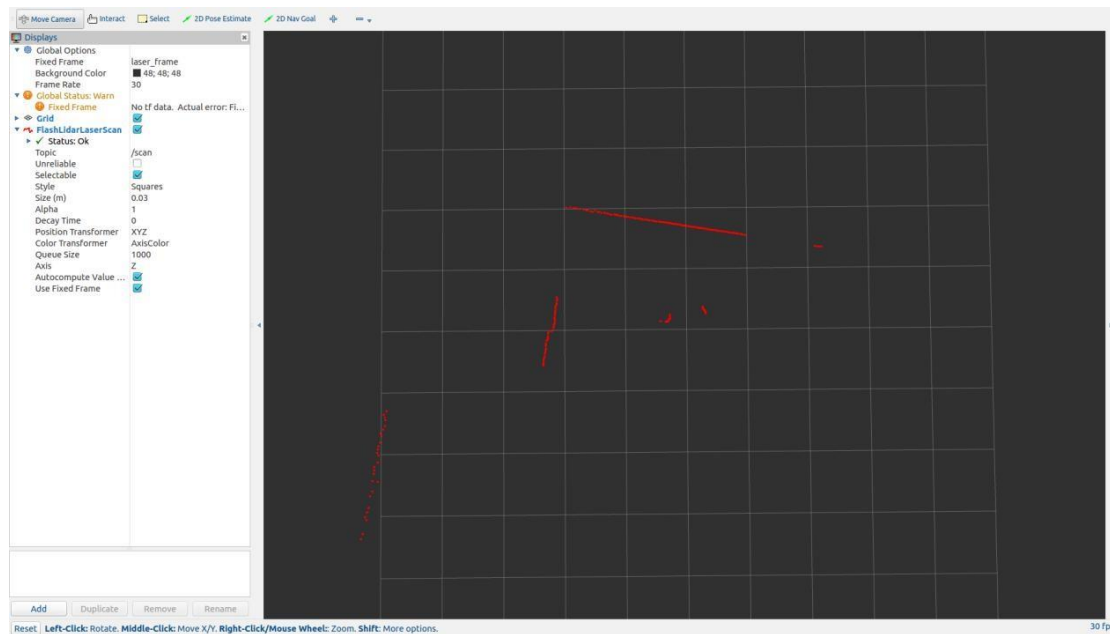 Move Camera Interact Select 2D Pose Estimate 2D Nav Goal
Displays
Global Options
Fixed Frame laser_frame
Background Color 48; 48; 48
Frame Rate 30
Global Status: Warn
Fixed Frame No tf data. Actual error: Fi...
Grid
FlashLidarLaserScan
Status: Ok
Topic /scan
Unreliable
Selectable
Style Squares
Size (m) 0.03
Alpha 1
Decay Time 0
Position Transformer XYZ
Color Transformer AxisColor
Queue Size 1000
Axis Z
Autocompute Value ...
Use Fixed Frame
Add Duplicate Remove Rename
Reset Left-Click: Rotate. Middle-Click: Move X/Y. Right-Click/Mouse Wheel: Zoom. Shift: More options. 30 fp